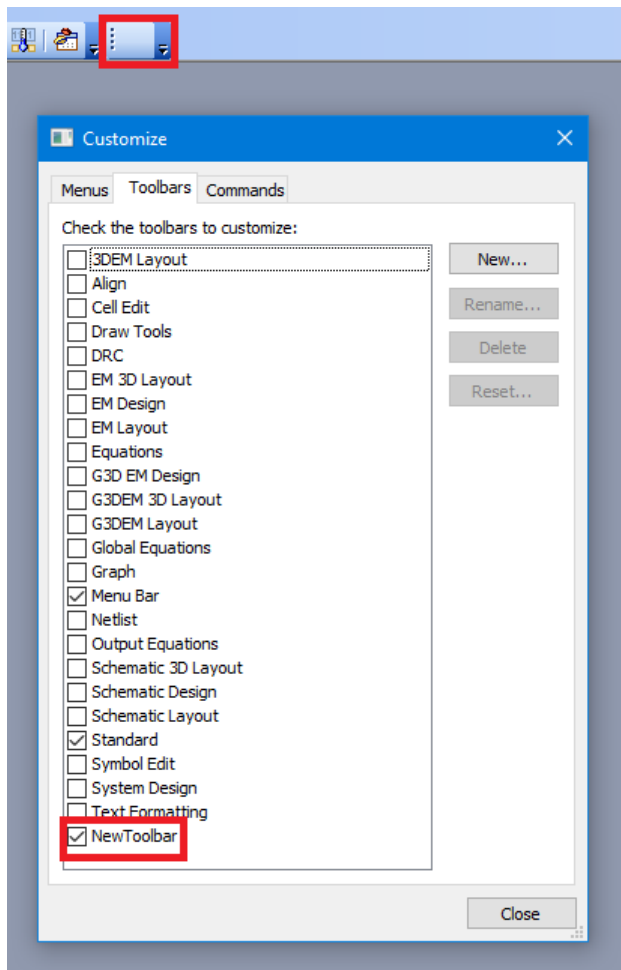 Customize
Menus Toolbars Commands
Check the toolbars to customize:
3DEM Layout
Align
Cell Edit
Draw Tools
DRC
EM 3D Layout
EM Design
EM Layout
Equations
G3D EM Design
G3DEM 3D Layout
G3DEM Layout
Global Equations
Graph
Menu Bar
Netlist
Output Equations
Schematic 3D Layout
Schematic Design
Schematic Layout
Standard
Symbol Edit
System Design
Text Formatting
NewToolbar
New...
Rename...
Delete
Reset...
Close